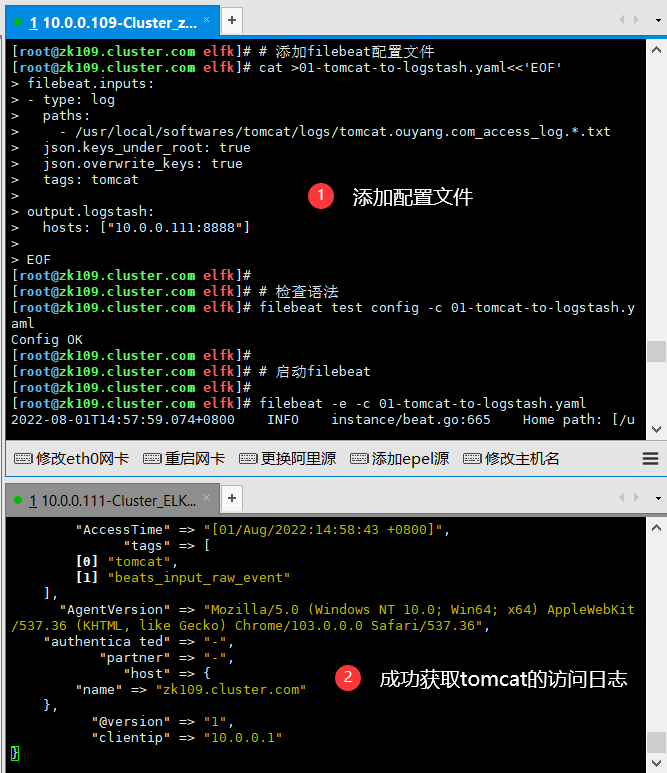 1 10.0.0.109-Cluster_z... × +
[root@zk109.cluster.com elfk]# # 添加filebeat配置文件
[root@zk109.cluster.com elfk]# cat >01-tomcat-to-logstash.yaml<<'EOF'
> filebeat.inputs:
> - type: log
>   paths:
>     - /usr/local/softwares/tomcat/logs/tomcat.ouyang.com_access_log.*.txt
>   json.keys_under_root: true
>   json.overwrite_keys: true
>   tags: tomcat
>
1 添加配置文件
> output.logstash:
>   hosts: ["10.0.0.111:8888"]
>
> EOF
[root@zk109.cluster.com elfk]#
[root@zk109.cluster.com elfk]# # 检查语法
[root@zk109.cluster.com elfk]# filebeat test config -c 01-tomcat-to-logstash.y
aml
Config OK
[root@zk109.cluster.com elfk]#
[root@zk109.cluster.com elfk]# # 启动filebeat
[root@zk109.cluster.com elfk]#
[root@zk109.cluster.com elfk]# filebeat -e -c 01-tomcat-to-logstash.yaml
2022-08-01T14:57:59.074+0800    INFO    instance/beat.go:665    Home path: [/u
修改eth0网卡 重启网卡 更换阿里源 添加epel源 修改主机名
1 10.0.0.111-Cluster_ELK... × +
"AccessTime" => "[01/Aug/2022:14:58:43 +0800]",
"tags" => [
[0] "tomcat",
[1] "beats_input_raw_event"
],
"AgentVersion" => "Mozilla/5.0 (Windows NT 10.0; Win64; x64) AppleWebKit
/537.36 (KHTML, like Gecko) Chrome/103.0.0.0 Safari/537.36",
"authentica ted" => "-",
"partner" => "-",
"host" => {
2 成功获取tomcat的访问日志
"name" => "zk109.cluster.com"
},
"@version" => "1",
"clientip" => "10.0.0.1"
}